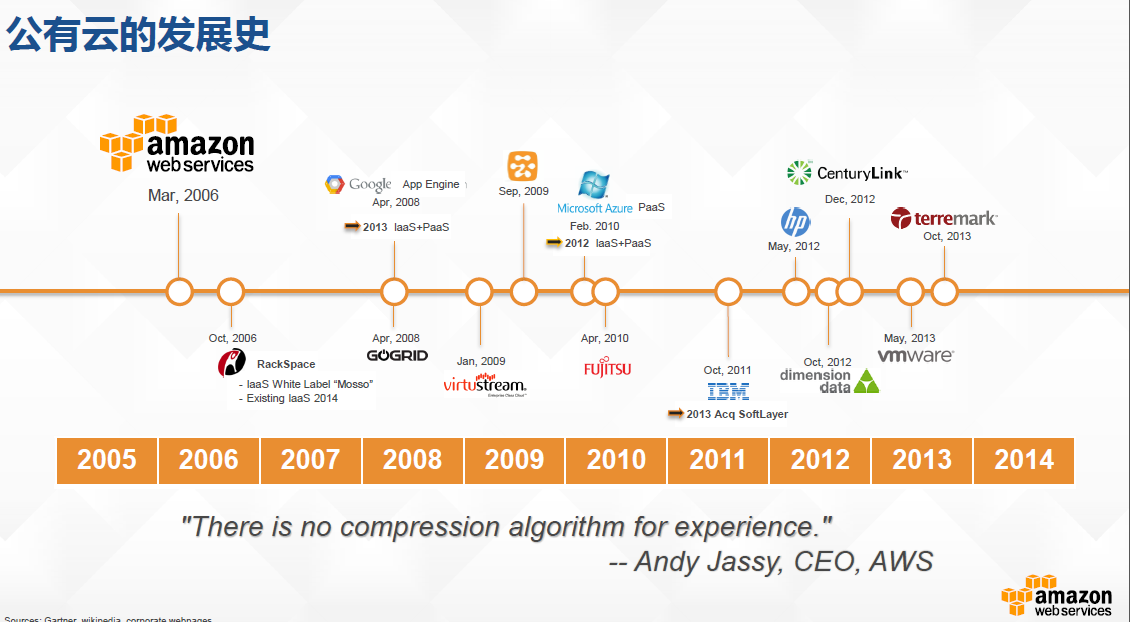 公有云的发展史
amazon
web services
Mar, 2006
Google App Engine
Apr, 2008
2013 IaaS+PaaS
Sep, 2009
Microsoft Azure PaaS
Feb. 2010
2012 IaaS+PaaS
hp
May, 2012
CenturyLink™
Dec, 2012
terremark
Oct, 2013
Oct, 2006
RackSpace
- IaaS White Label “Mosso”
- Existing IaaS 2014
Apr, 2008
GOGRID
Jan, 2009
virtustream.
Apr, 2010
FUJITSU
Oct, 2011
IBM
2013 Acq SoftLayer
Oct, 2012
dimension
data
May, 2013
vmware
2005 2006 2007 2008 2009 2010 2011 2012 2013 2014
"There is no compression algorithm for experience."
-- Andy Jassy, CEO, AWS
amazon
web services
Sources: Gartner, wikipedia, corporate webpages